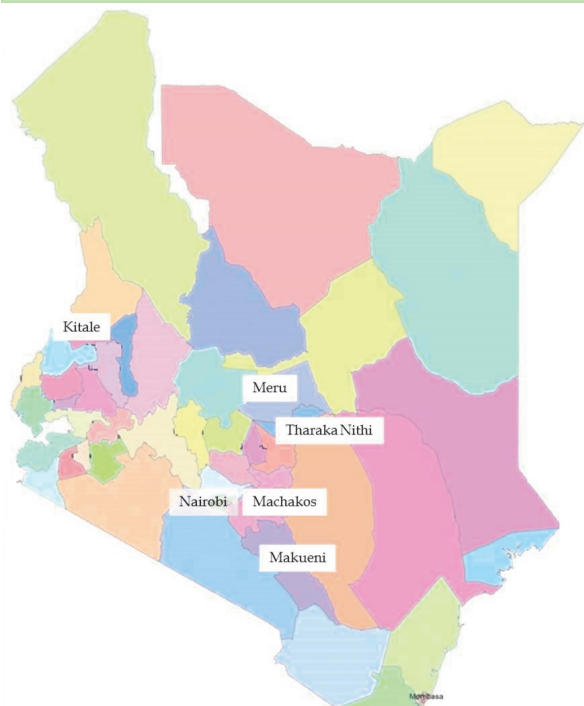 Kitale
Meru
Tharaka Nithi
Nairobi
Machakos
Makueni
Mombasa